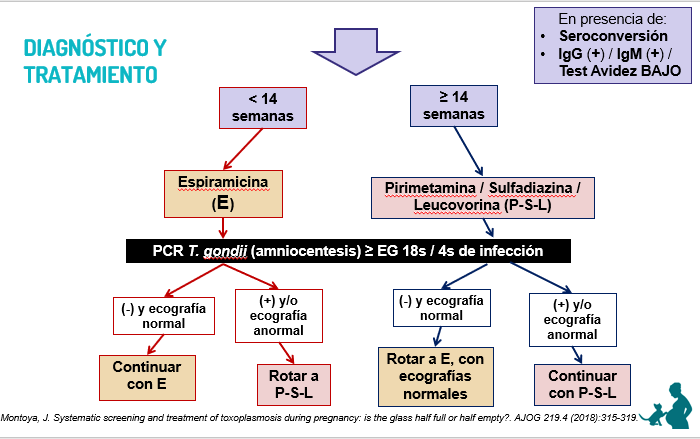 DIAGNÓSTICO Y
TRATAMIENTO
En presencia de:
• Seroconversión
• IgG (+) / IgM (+) /
Test Avidez BAJO
< 14
semanas
≥ 14
semanas
Espiramicina
(E)
Pirimetamina / Sulfadiazina /
Leucovorina (P-S-L)
PCR T. gondii (amniocentesis) ≥ EG 18s / 4s de infección
(-) y ecografía
normal
(+) y/o
ecografía
anormal
(-) y ecografía
normal
(+) y/o
ecografía
anormal
Continuar
con E
Rotar a
P-S-L
Rotar a E, con
ecografías
normales
Continuar
con P-S-L
Montoya, J. Systematic screening and treatment of toxoplasmosis during pregnancy: is the glass half full or half empty?. AJOG 219.4 (2018):315-319.